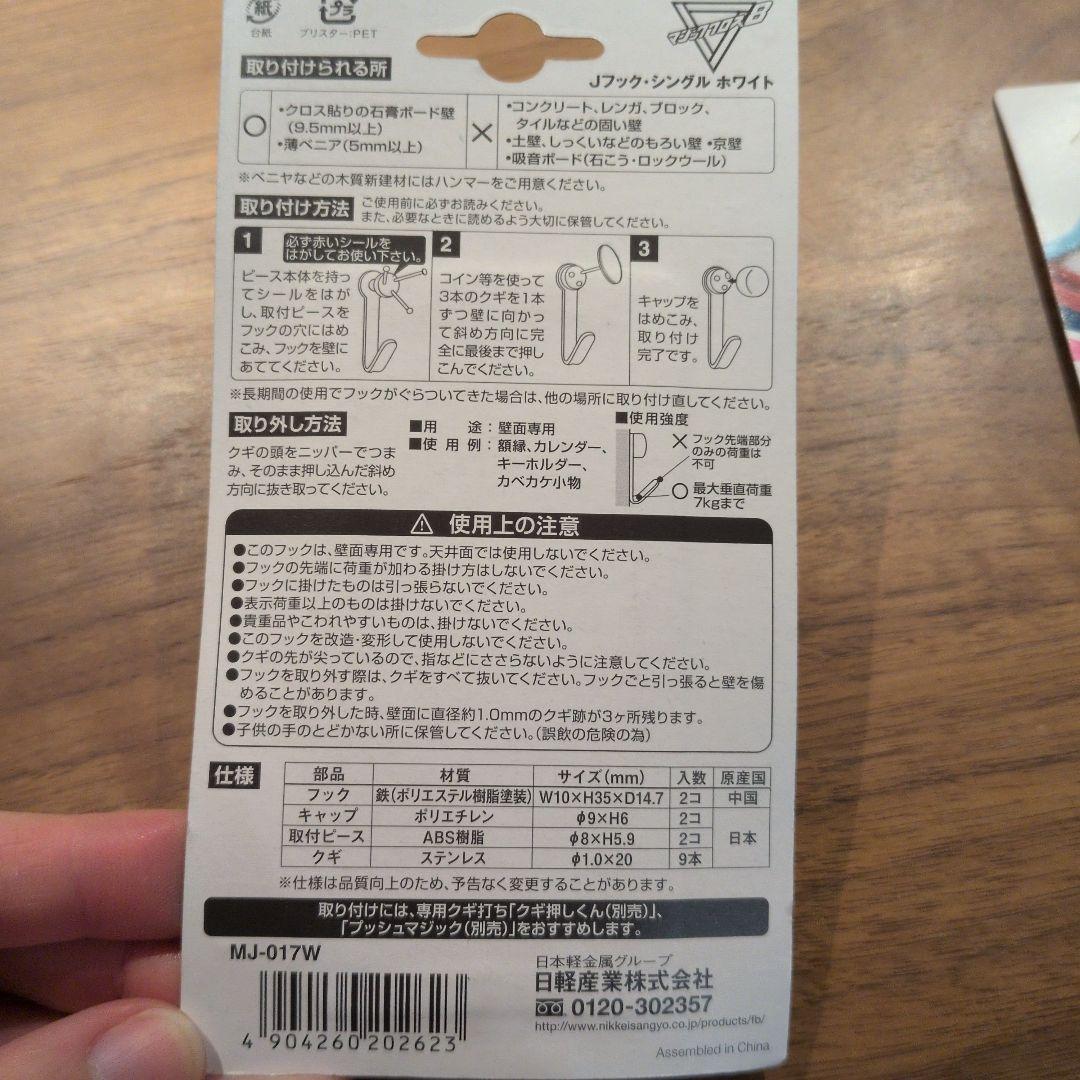 紙
プラ
台紙
ブリスター:PET
マジッククロス8
Jフック・シングル ホワイト
取り付けられる所
・クロス貼りの石膏ボード壁
(9.5mm以上)
・薄ベニア(5mm以上)
・コンクリート、レンガ、ブロック、
タイルなどの固い壁
・土壁、しっくいなどのもろい壁 ・京壁
・吸音ボード(石こう・ロックウール)
※ベニヤなどの木質新建材にはハンマーをご用意ください。
取り付け方法
ご使用前に必ずお読みください。
また、必要なときに読めるよう大切に保管してください。
1
必ず赤いシールを
はがしてお使い下さい。
ピース本体を持っ
てシールをはが
し、取付ピースを
フックの穴にはめ
こみ、フックを壁に
あててください。
2
コイン等を使って
3本のクギを1本
ずつ壁に向かっ
て斜め方向に完
全に最後まで押し
こんでください。
3
キャップを
はめこみ、
取り付け
完了です。
※長期間の使用でフックがぐらついてきた場合は、他の場所に取り付け直してください。
取り外し方法
クギの頭をニッパーでつま
み、そのまま押し込んだ斜め
方向に抜き取ってください。
■用 途:壁面専用
■使 用 例:額縁、カレンダー、
キーホルダー、
カベカケ小物
■使用強度
× フック先端部分
のみの荷重は
不可
○ 最大垂直荷重
7kgまで
⚠ 使用上の注意
●このフックは、壁面専用です。天井面では使用しないでください。
●フックの先端に荷重が加わる掛け方はしないでください。
●フックに掛けたものは引っ張らないでください。
●表示荷重以上のものは掛けないでください。
●貴重品やこわれやすいものは、掛けないでください。
●このフックを改造・変形して使用しないでください。
●クギの先が尖っているので、指などにささらないように注意してください。
●フックを取り外す際は、クギをすべて抜いてください。フックごと引っ張ると壁を傷
めることがあります。
●フックを取り外した時、壁面に直径約1.0mmのクギ跡が3ヶ所残ります。
●子供の手のとどかない所に保管してください。(誤飲の危険の為)
仕様
部品 材質 サイズ(mm) 入数 原産国
フック 鉄(ポリエステル樹脂塗装) W10×H35×D14.7 2コ 中国
キャップ ポリエチレン φ9×H6 2コ
取付ピース ABS樹脂 φ8×H5.9 2コ 日本
クギ ステンレス φ1.0×20 9本
※仕様は品質向上のため、予告なく変更することがあります。
取り付けには、専用クギ打ち「クギ押しくん(別売)」、
「プッシュマジック(別売)」をおすすめします。
MJ-017W
4 904260 202623
日本軽金属グループ
日軽産業株式会社
0120-302357
http://www.nikkeisangyo.co.jp/products/fb/
Assembled in China